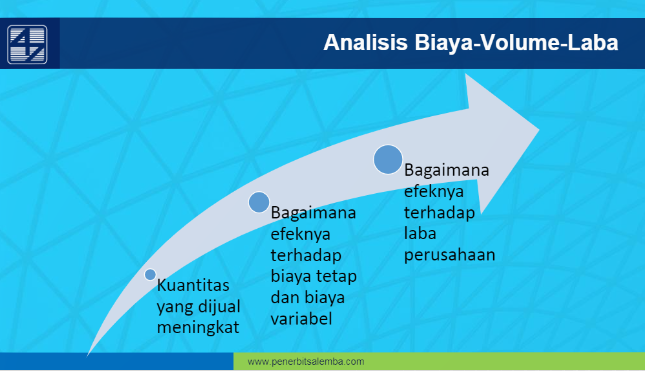 Analisis Biaya-Volume-Laba
Kuantitas
yang dijual
meningkat
Bagaimana
efeknya
terhadap
biaya tetap
dan biaya
variabel
Bagaimana
efeknya
terhadap
laba
perusahaan
www.penerbitsalemba.com